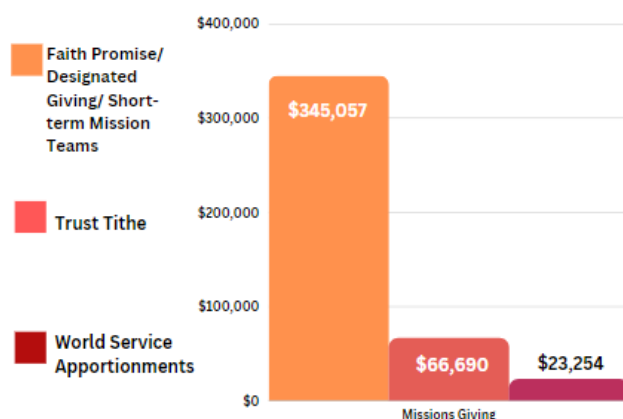 Faith Promise/
Designated
Giving/ Short-
term Mission
Teams
Trust Tithe
World Service
Apportionments
$400,000
$300,000
$200,000
$100,000
$0
$345,057
$66,690
$23,254
Missions Giving